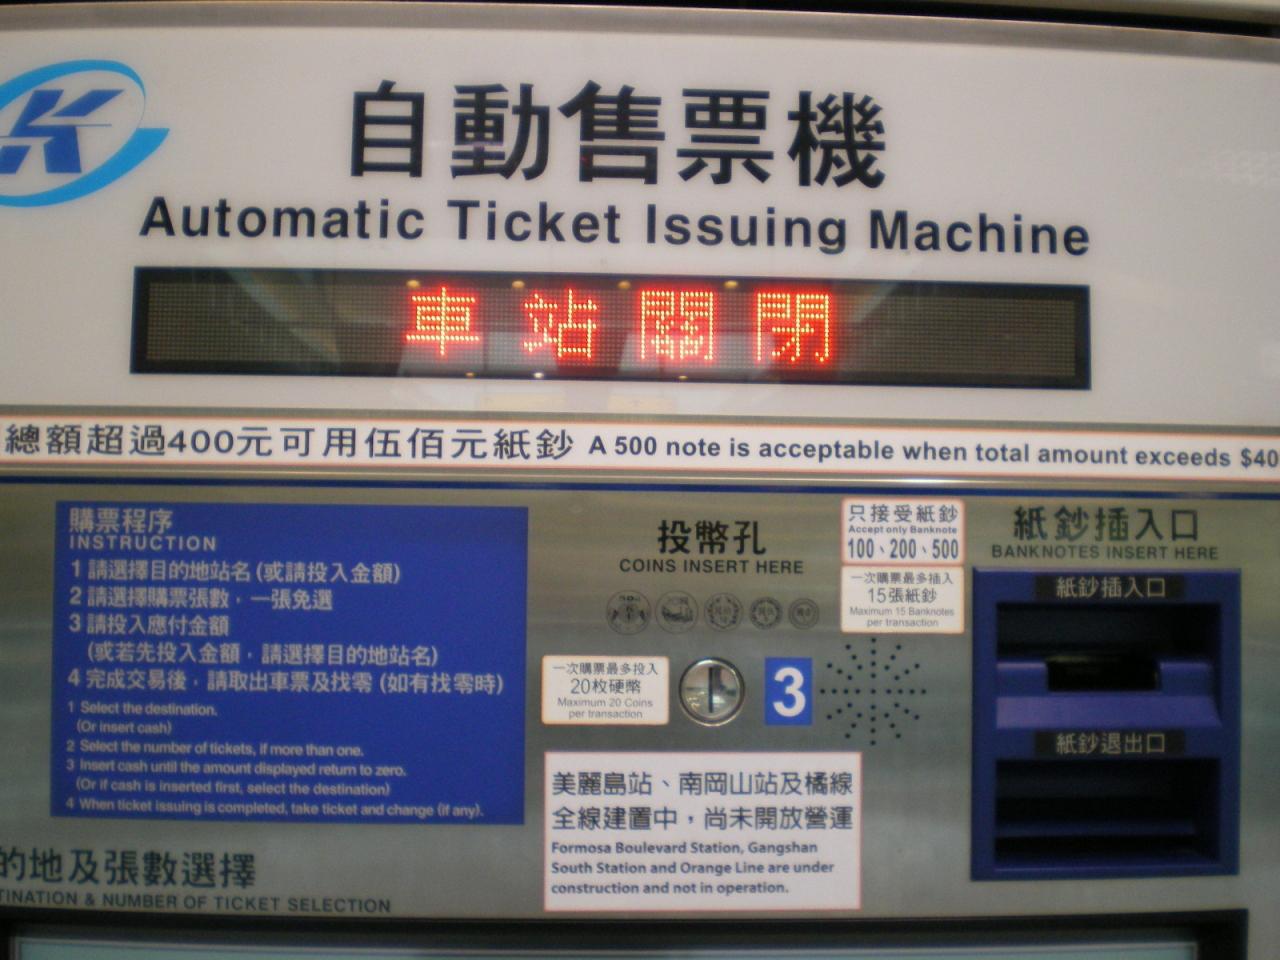 自動售票機
Automatic Ticket Issuing Machine
車站關閉
總額超過400元可用伍佰元紙鈔 A 500 note is acceptable when total amount exceeds $40
購票程序
INSTRUCTION
1 請選擇目的地站名 (或請投入金額)
2 請選擇購票張數，一張免選
3 請投入應付金額
(或若先投入金額，請選擇目的地站名)
4 完成交易後，請取出車票及找零 (如有找零時)
1 Select the destination.
(Or insert cash)
2 Select the number of tickets, if more than one.
3 Insert cash until the amount displayed return to zero.
(Or if cash is inserted first, select the destination)
4 When ticket issuing is completed, take ticket and change (if any).
投幣孔
COINS INSERT HERE
一次購票最多投入
20枚硬幣
Maximum 20 Coins
per transaction
3
只接受紙鈔
Accept only Banknote
100、200、500
一次購票最多插入
15張紙鈔
Maximum 15 Banknotes
per transaction
紙鈔插入口
BANKNOTES INSERT HERE
紙鈔插入口
紙鈔退出口
美麗島站、南岡山站及橘線
全線建置中，尚未開放營運
Formosa Boulevard Station, Gangshan
South Station and Orange Line are under
construction and not in operation.
的地及張數選擇
TINATION & NUMBER OF TICKET SELECTION